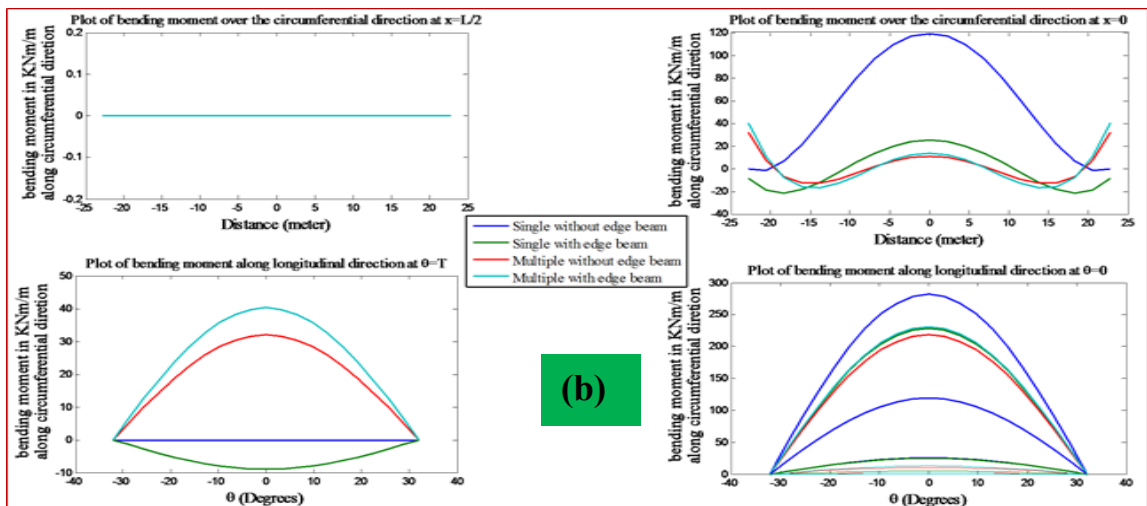 Plot of bending moment over the circumferential direction at x=L/2
bending moment in KNm/m
along circumferential diretion
0.2
0.1
0
-0.1
-0.2
-25 -20 -15 -10 -5 0 5 10 15 20 25
Distance (meter)
Plot of bending moment over the circumferential direction at x=0
bending moment in KNm/m
along circumferential diretion
120
100
80
60
40
20
0
-20
-40
-25 -20 -15 -10 -5 0 5 10 15 20 25
Distance (meter)
Single without edge beam
Single with edge beam
Multiple without edge beam
Multiple with edge beam
Plot of bending moment along longitudinal direction at θ=T
bending moment in KNm/m
along circumferential diretion
50
40
30
20
10
0
-10
-40 -30 -20 -10 0 10 20 30 40
θ (Degrees)
(b)
Plot of bending moment along longitudinal direction at θ=0
bending moment in KNm/m
along circumferential diretion
300
250
200
150
100
50
0
-40 -30 -20 -10 0 10 20 30 40
θ (Degrees)